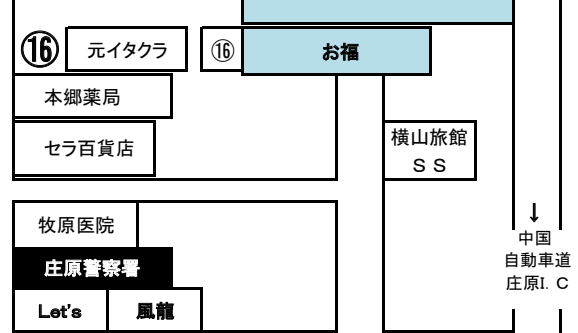 ⑯
元イタクラ
⑯
お福
本郷薬局
セラ百貨店
横山旅館
ＳＳ
牧原医院
庄原警察署
Let's
風龍
↓
中国
自動車道
庄原I. C